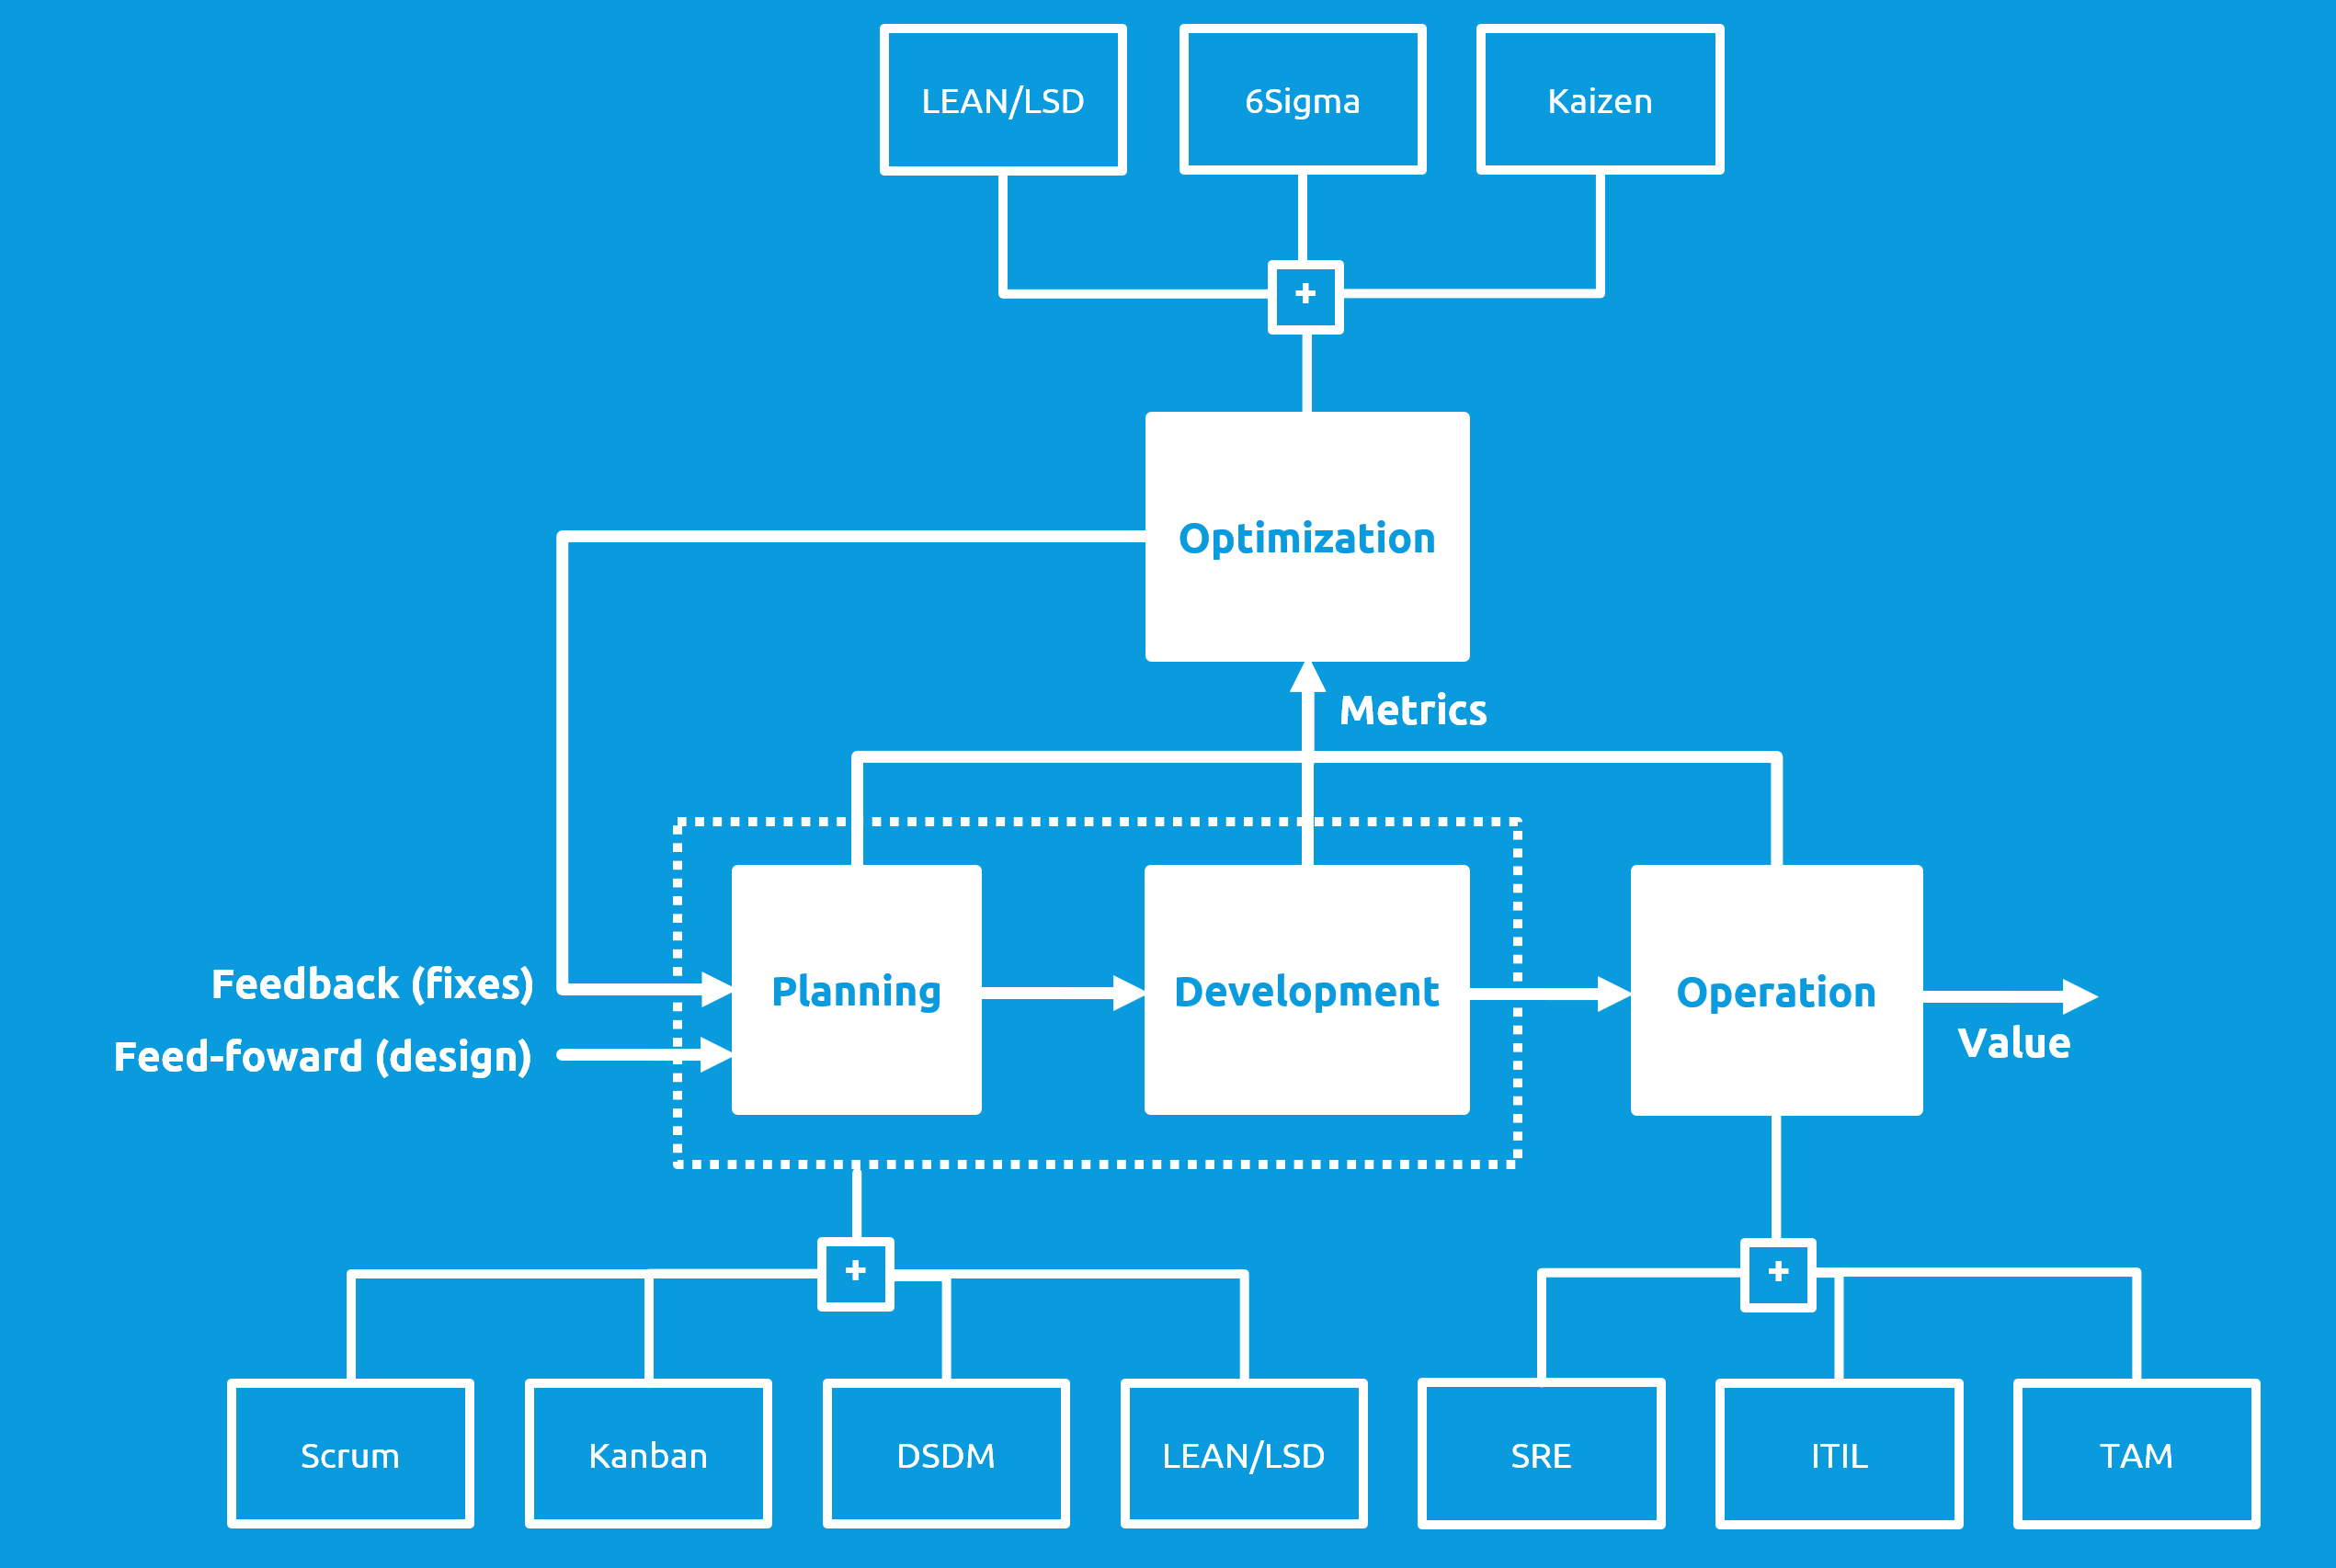 LEAN/LSD
6Sigma
Kaizen
+
Optimization
Metrics
Feedback (fixes)
Feed-foward (design)
Planning
Development
Operation
Value
+
+
Scrum
Kanban
DSDM
LEAN/LSD
SRE
ITIL
TAM